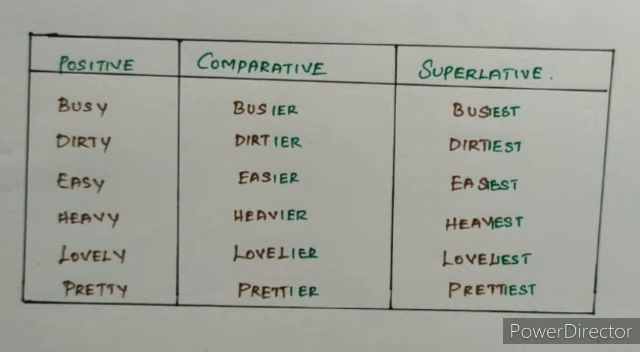 POSITIVE COMPARATIVE SUPERLATIVE.
BUSY BUSIER BUSIEST
DIRTY DIRTIER DIRTIEST
EASY EASIER EASIEST
HEAVY HEAVIER HEAVIEST
LOVELY LOVELIER LOVELIEST
PRETTY PRETTIER PRETTIEST
PowerDirector